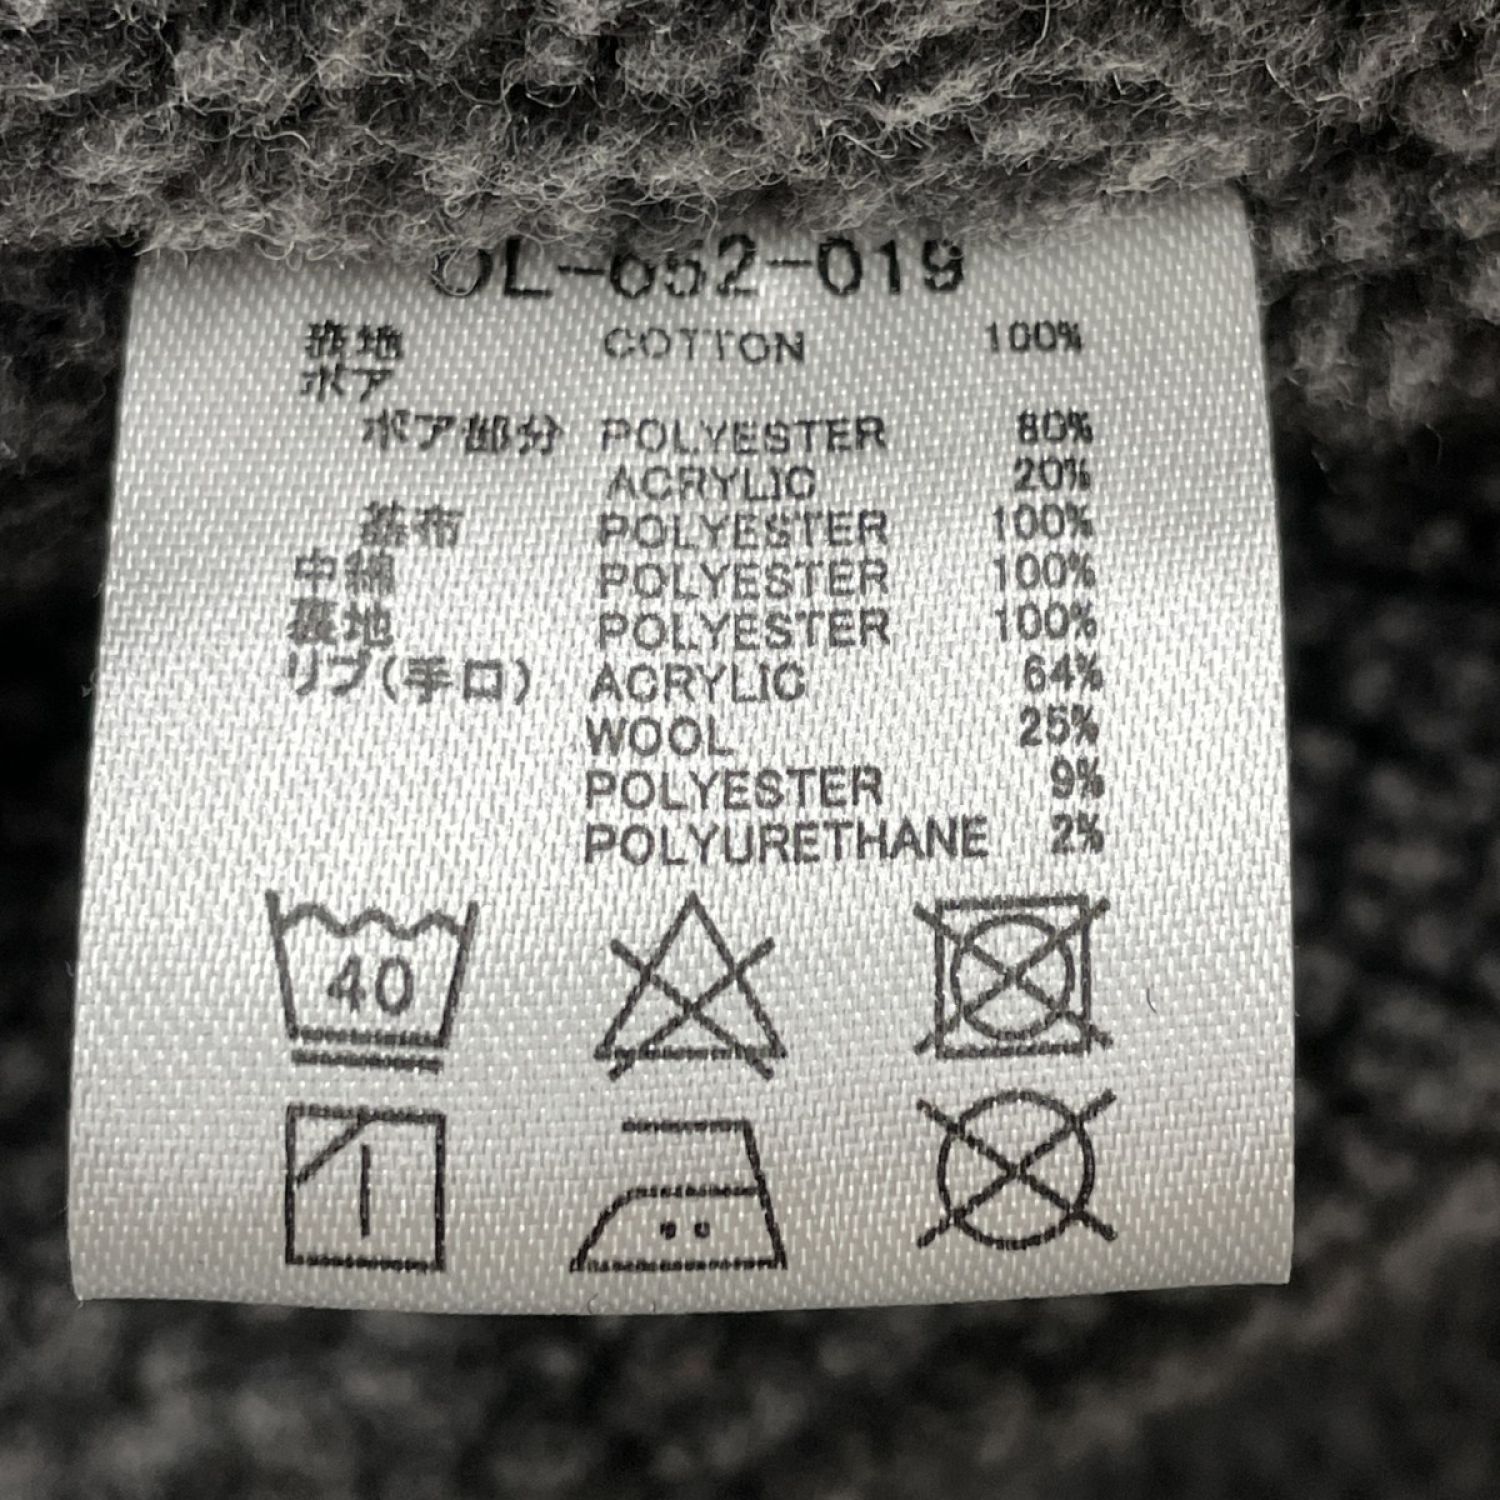 OL-652-019
表地 COTTON 100%
ボア
ボア部分 POLYESTER 80%
ACRYLIC 20%
基布 POLYESTER 100%
中綿 POLYESTER 100%
裏地 POLYESTER 100%
リブ(手口) ACRYLIC 64%
WOOL 25%
POLYESTER 9%
POLYURETHANE 2%
40